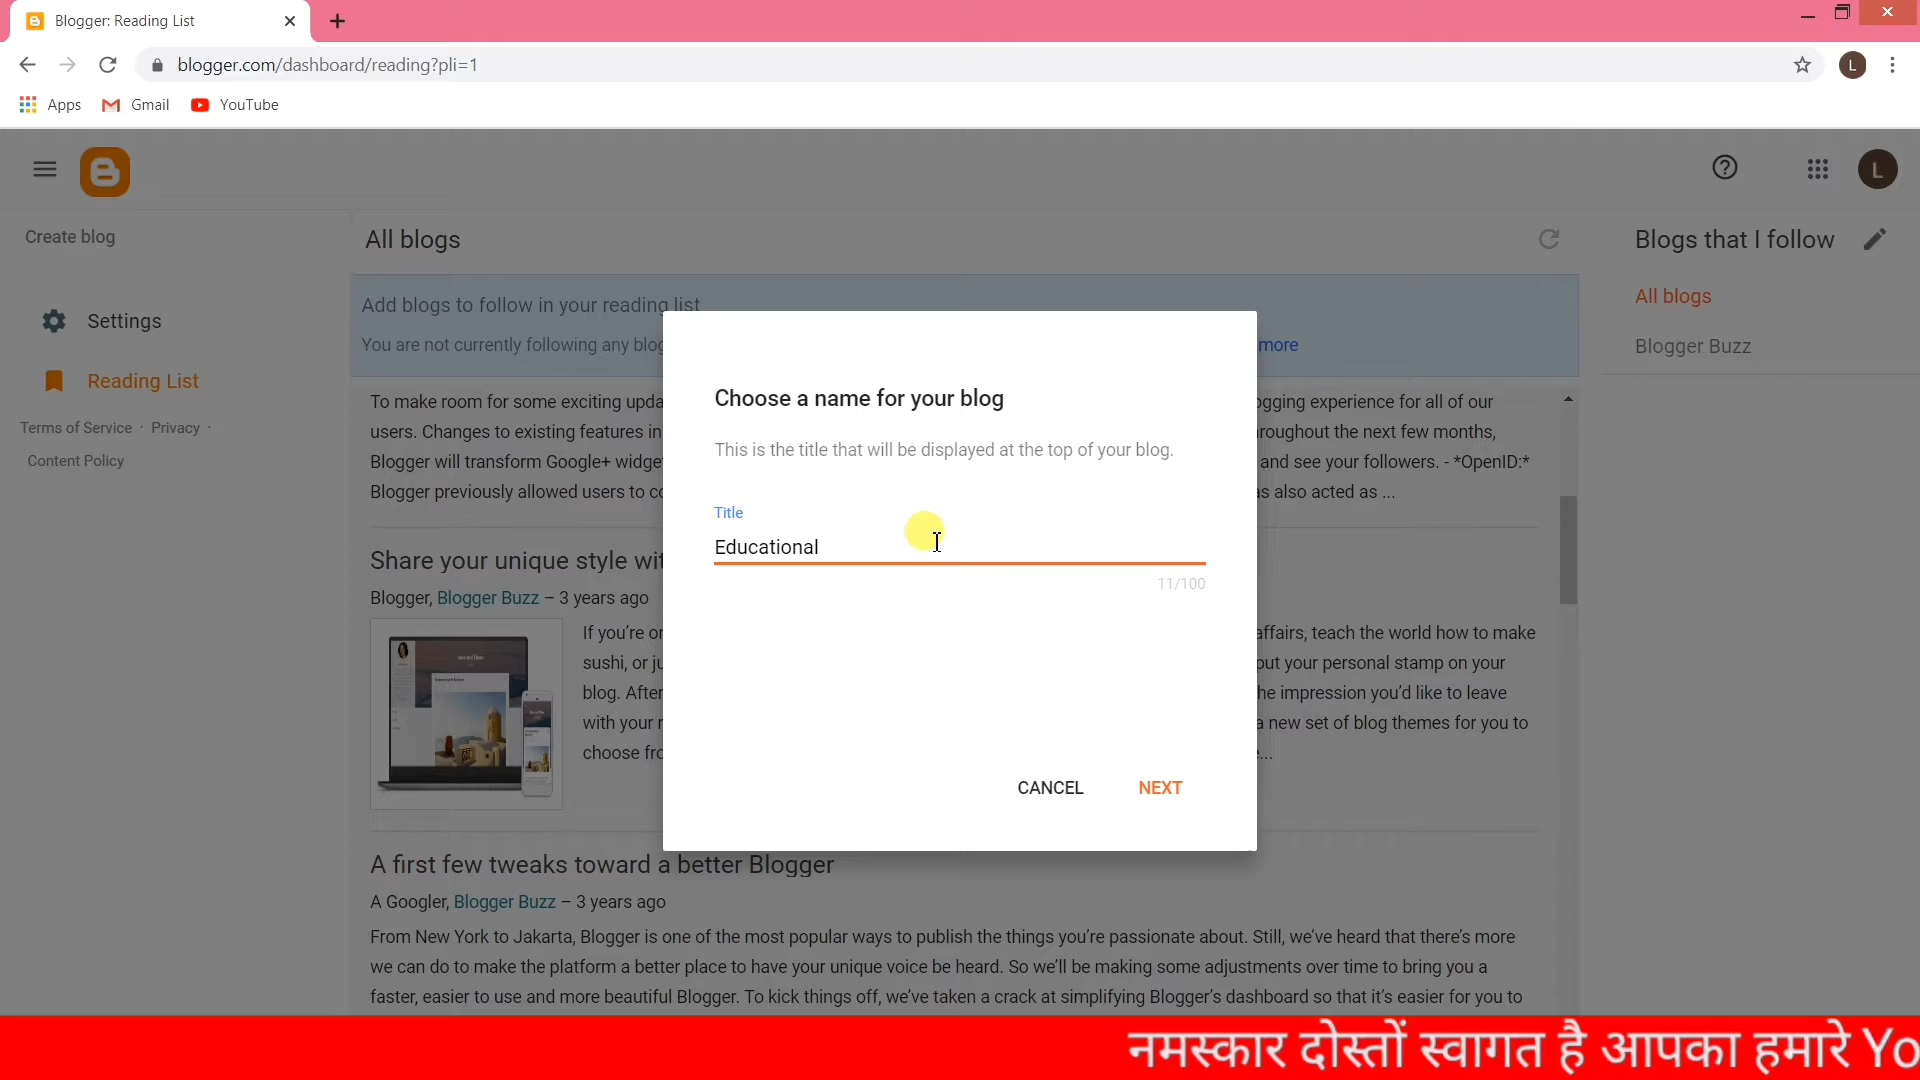 Blogger: Reading List
blogger.com/dashboard/reading?pli=1
L
Apps
Gmail
YouTube
L
Create blog
Settings
Reading List
Terms of Service · Privacy ·
Content Policy
All blogs
Add blogs to follow in your reading list
You are not currently following any blog
more
To make room for some exciting upda
ogging experience for all of our
users. Changes to existing features in
roughout the next few months,
Blogger will transform Google+ widge
and see your followers. - *OpenID:*
Blogger previously allowed users to co
s also acted as ...
Share your unique style wit
Blogger, Blogger Buzz – 3 years ago
If you're or
affairs, teach the world how to make
sushi, or ju
out your personal stamp on your
blog. After
he impression you'd like to leave
with your r
a new set of blog themes for you to
choose fro
...
A first few tweaks toward a better Blogger
A Googler, Blogger Buzz – 3 years ago
From New York to Jakarta, Blogger is one of the most popular ways to publish the things you're passionate about. Still, we've heard that there's more
we can do to make the platform a better place to have your unique voice be heard. So we'll be making some adjustments over time to bring you a
faster, easier to use and more beautiful Blogger. To kick things off, we've taken a crack at simplifying Blogger's dashboard so that it's easier for you to
Choose a name for your blog
This is the title that will be displayed at the top of your blog.
Title
Educational
11/100
CANCEL
NEXT
Blogs that I follow
All blogs
Blogger Buzz
नमस्कार दोस्तों स्वागत है आपका हमारे Yo